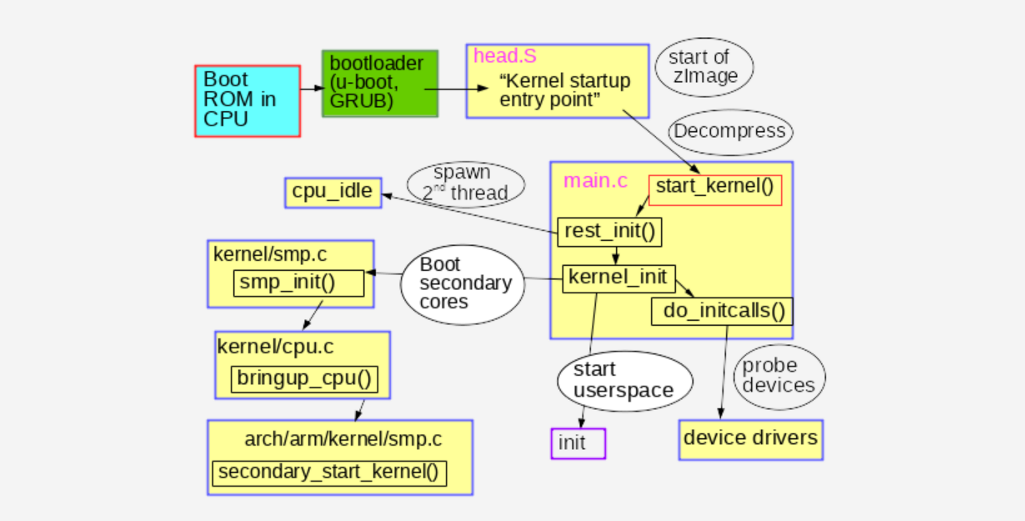 Boot
ROM in
CPU
bootloader
(u-boot,
GRUB)
head.S
“Kernel startup
entry point”
start of
zImage
Decompress
main.c
start_kernel()
rest_init()
kernel_init
do_initcalls()
spawn
2nd thread
cpu_idle
Boot
secondary
cores
kernel/smp.c
smp_init()
kernel/cpu.c
bringup_cpu()
arch/arm/kernel/smp.c
secondary_start_kernel()
start
userspace
init
probe
devices
device drivers